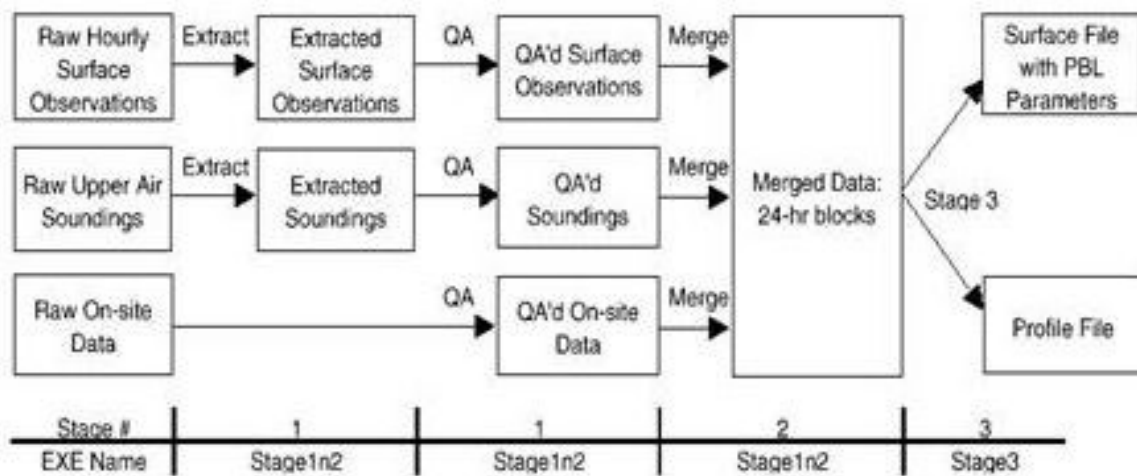 Raw Hourly
Surface
Observations
Extract
Extracted
Surface
Observations
QA
QA'd Surface
Observations
Merge
Surface File
with PBL
Parameters
Raw Upper Air
Soundings
Extract
Extracted
Soundings
QA
QA'd
Soundings
Merge
Merged Data:
24-hr blocks
Stage 3
Raw On-site
Data
QA
QA'd On-site
Data
Merge
Profile File
Stage # 1 1 2 3
EXE Name Stage1n2 Stage1n2 Stage1n2 Stage3